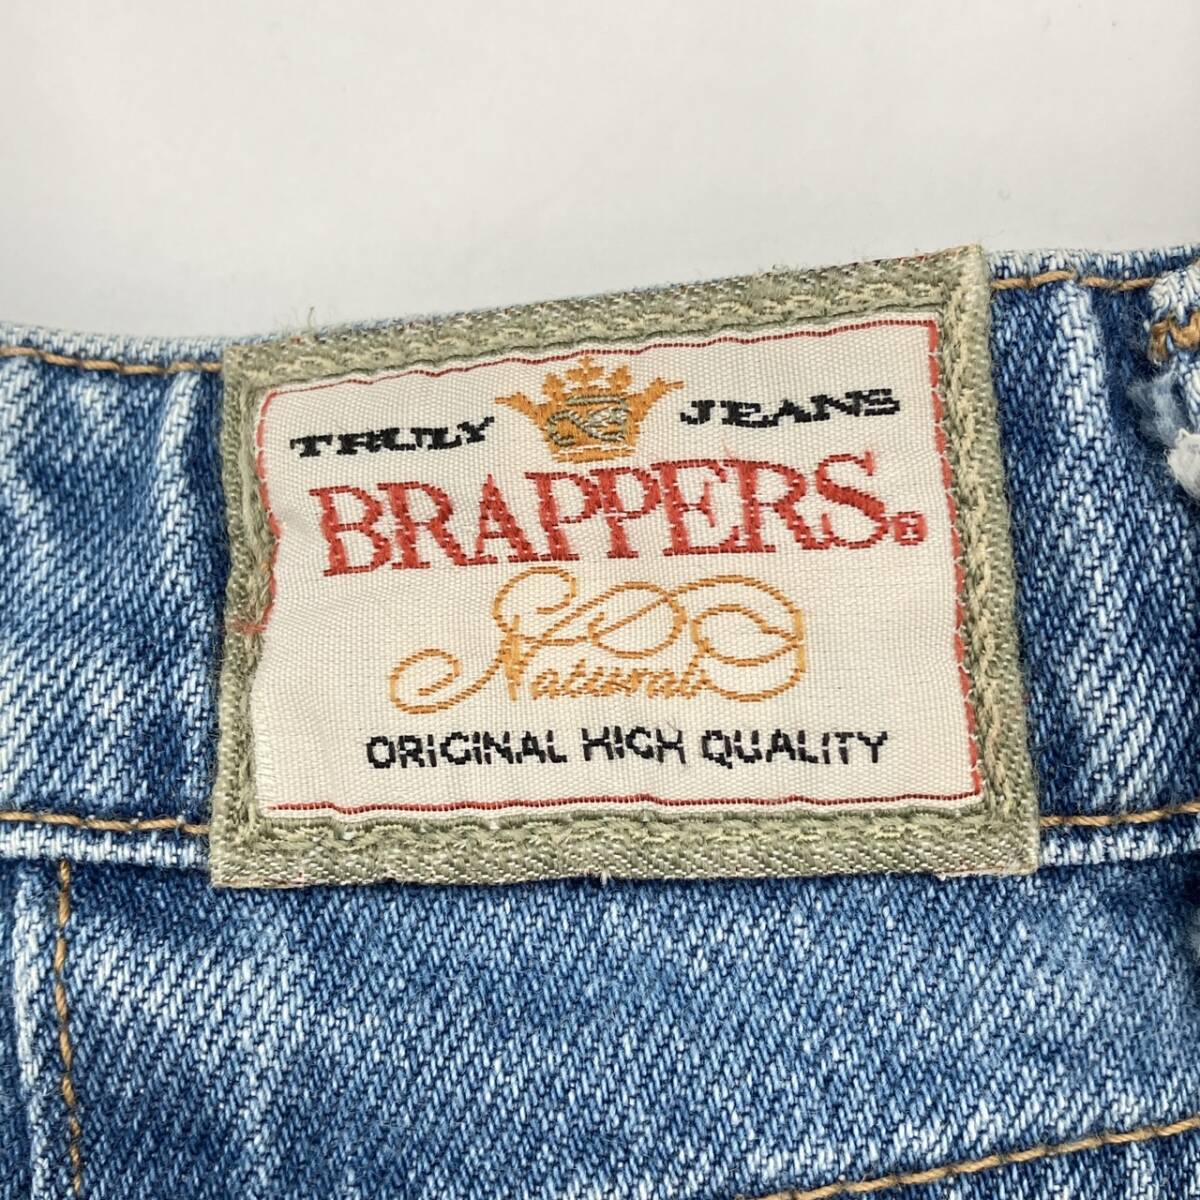 TRULY JEANS
BRAPPERS®
Natural
ORIGINAL HIGH QUALITY